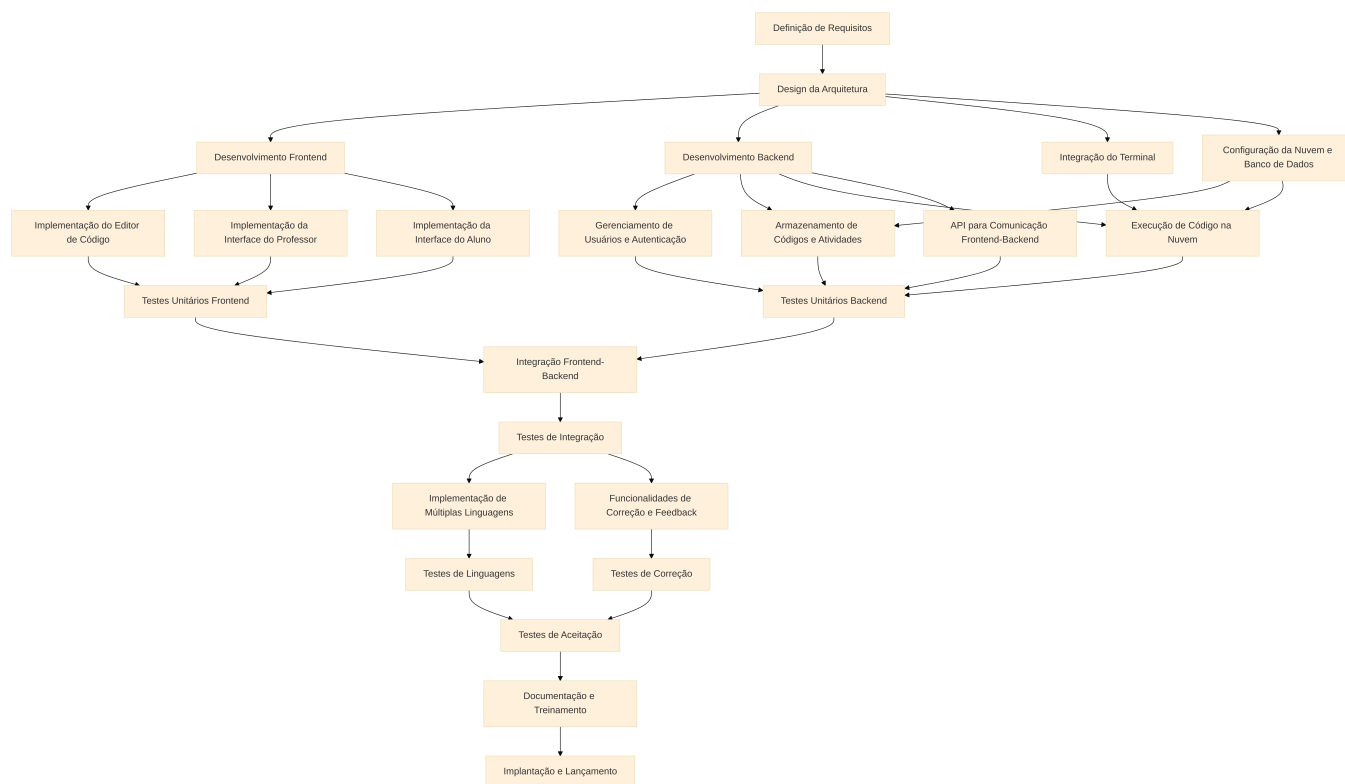 Definição de Requisitos
Design da Arquitetura
Desenvolvimento Frontend
Desenvolvimento Backend
Integração do Terminal
Configuração da Nuvem e
Banco de Dados
Implementação do Editor
de Código
Implementação da
Interface do Professor
Implementação da
Interface do Aluno
Gerenciamento de
Usuários e Autenticação
Armazenamento de
Códigos e Atividades
API para Comunicação
Frontend-Backend
Execução de Código na
Nuvem
Testes Unitários Frontend
Testes Unitários Backend
Integração Frontend-
Backend
Testes de Integração
Implementação de
Múltiplas Linguagens
Funcionalidades de
Correção e Feedback
Testes de Linguagens
Testes de Correção
Testes de Aceitação
Documentação e
Treinamento
Implantação e Lançamento